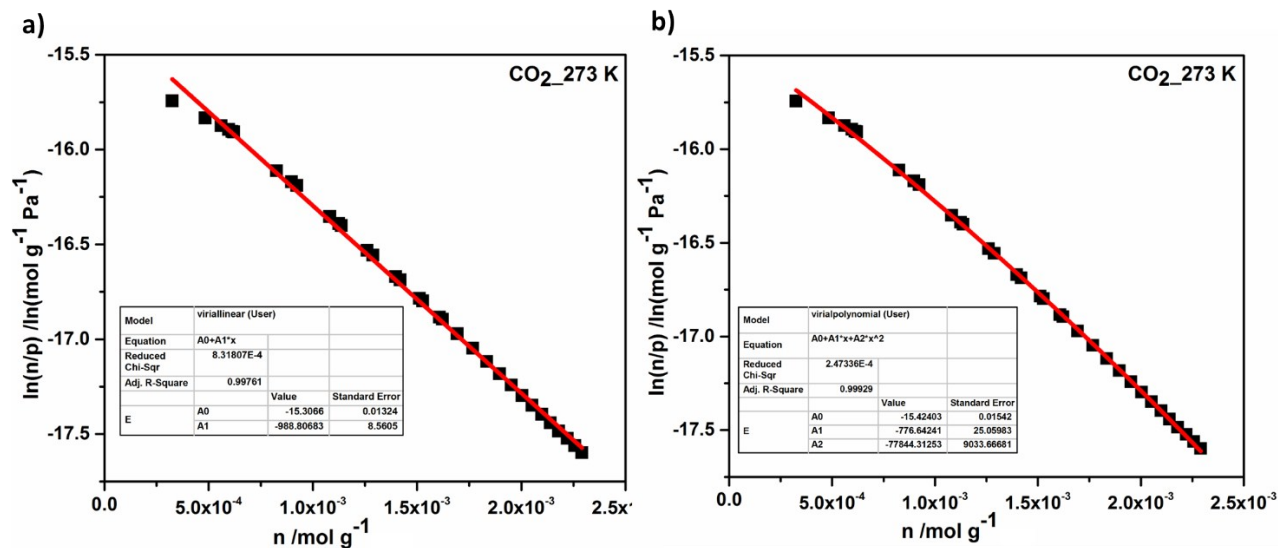 a)
ln(n/p) /ln(mol g⁻¹ Pa⁻¹)
-15.5
-16.0
-16.5
-17.0
-17.5
CO₂_273 K
Model viriallinear (User)
Equation A0+A1*x
Reduced Chi-Sqr 8.31807E-4
Adj. R-Square 0.99761
Value Standard Error
E A0 -15.3066 0.01324
A1 -988.80683 8.5605
0.0 5.0x10⁻⁴ 1.0x10⁻³ 1.5x10⁻³ 2.0x10⁻³ 2.5x1
n /mol g⁻¹
b)
ln(n/p) /ln(mol g⁻¹ Pa⁻¹)
-15.5
-16.0
-16.5
-17.0
-17.5
CO₂_273 K
Model virialpolynomial (User)
Equation A0+A1*x+A2*x^2
Reduced Chi-Sqr 2.47336E-4
Adj. R-Square 0.99929
Value Standard Error
E A0 -15.42403 0.01542
A1 -776.64241 25.05983
A2 -77844.31253 9033.66681
0.0 5.0x10⁻⁴ 1.0x10⁻³ 1.5x10⁻³ 2.0x10⁻³ 2.5x10⁻³
n /mol g⁻¹